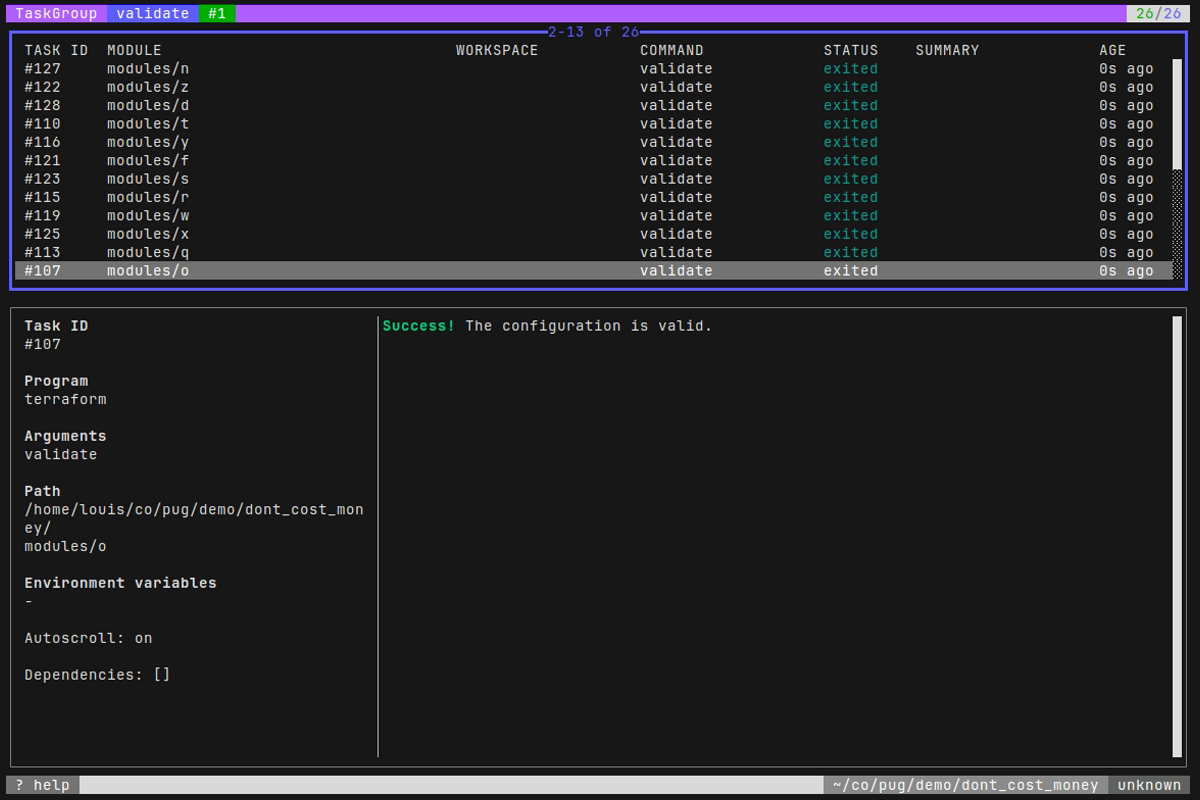 TaskGroup validate #1 26/26
2-13 of 26
TASK ID MODULE WORKSPACE COMMAND STATUS SUMMARY AGE
#127 modules/n validate exited 0s ago
#122 modules/z validate exited 0s ago
#128 modules/d validate exited 0s ago
#110 modules/t validate exited 0s ago
#116 modules/y validate exited 0s ago
#121 modules/f validate exited 0s ago
#123 modules/s validate exited 0s ago
#115 modules/r validate exited 0s ago
#119 modules/w validate exited 0s ago
#125 modules/x validate exited 0s ago
#113 modules/q validate exited 0s ago
#107 modules/o validate exited 0s ago
Task ID
#107
Program
terraform
Arguments
validate
Path
/home/louis/co/pug/demo/dont_cost_mon
ey/
modules/o
Environment variables
-
Autoscroll: on
Dependencies: []
Success! The configuration is valid.
? help ~/co/pug/demo/dont_cost_money unknown